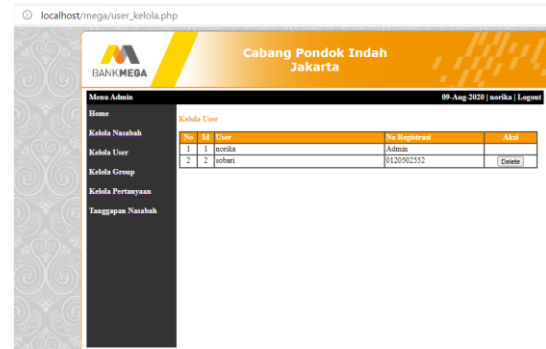 localhost/mega/user_kelola.php
BANKMEGA
Cabang Pondok Indah
Jakarta
Menu Admin
09-Aug-2020 | norika | Logout
Home
Kelola Nasabah
Kelola User
Kelola Group
Kelola Pertanyaan
Tanggapan Nasabah
Kelola User
No Id User No Registrasi Aksi
1 1 norika Admin
2 2 sobari 0120502552 Delete